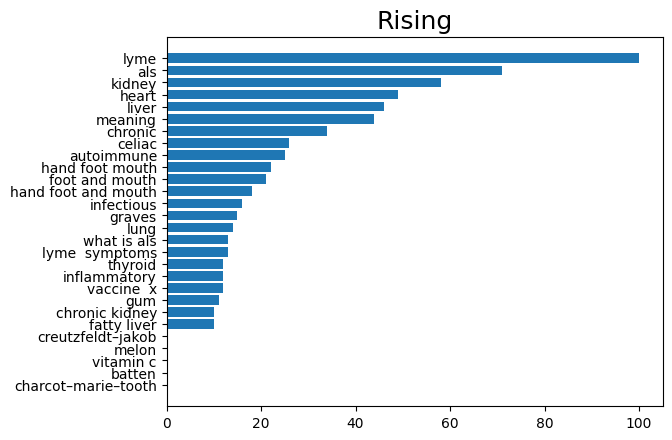 Rising
lyme
als
kidney
heart
liver
meaning
chronic
celiac
autoimmune
hand foot mouth
foot and mouth
hand foot and mouth
infectious
graves
lung
what is als
lyme  symptoms
thyroid
inflammatory
vaccine  x
gum
chronic kidney
fatty liver
creutzfeldt–jakob
melon
vitamin c
batten
charcot–marie–tooth
0 20 40 60 80 100